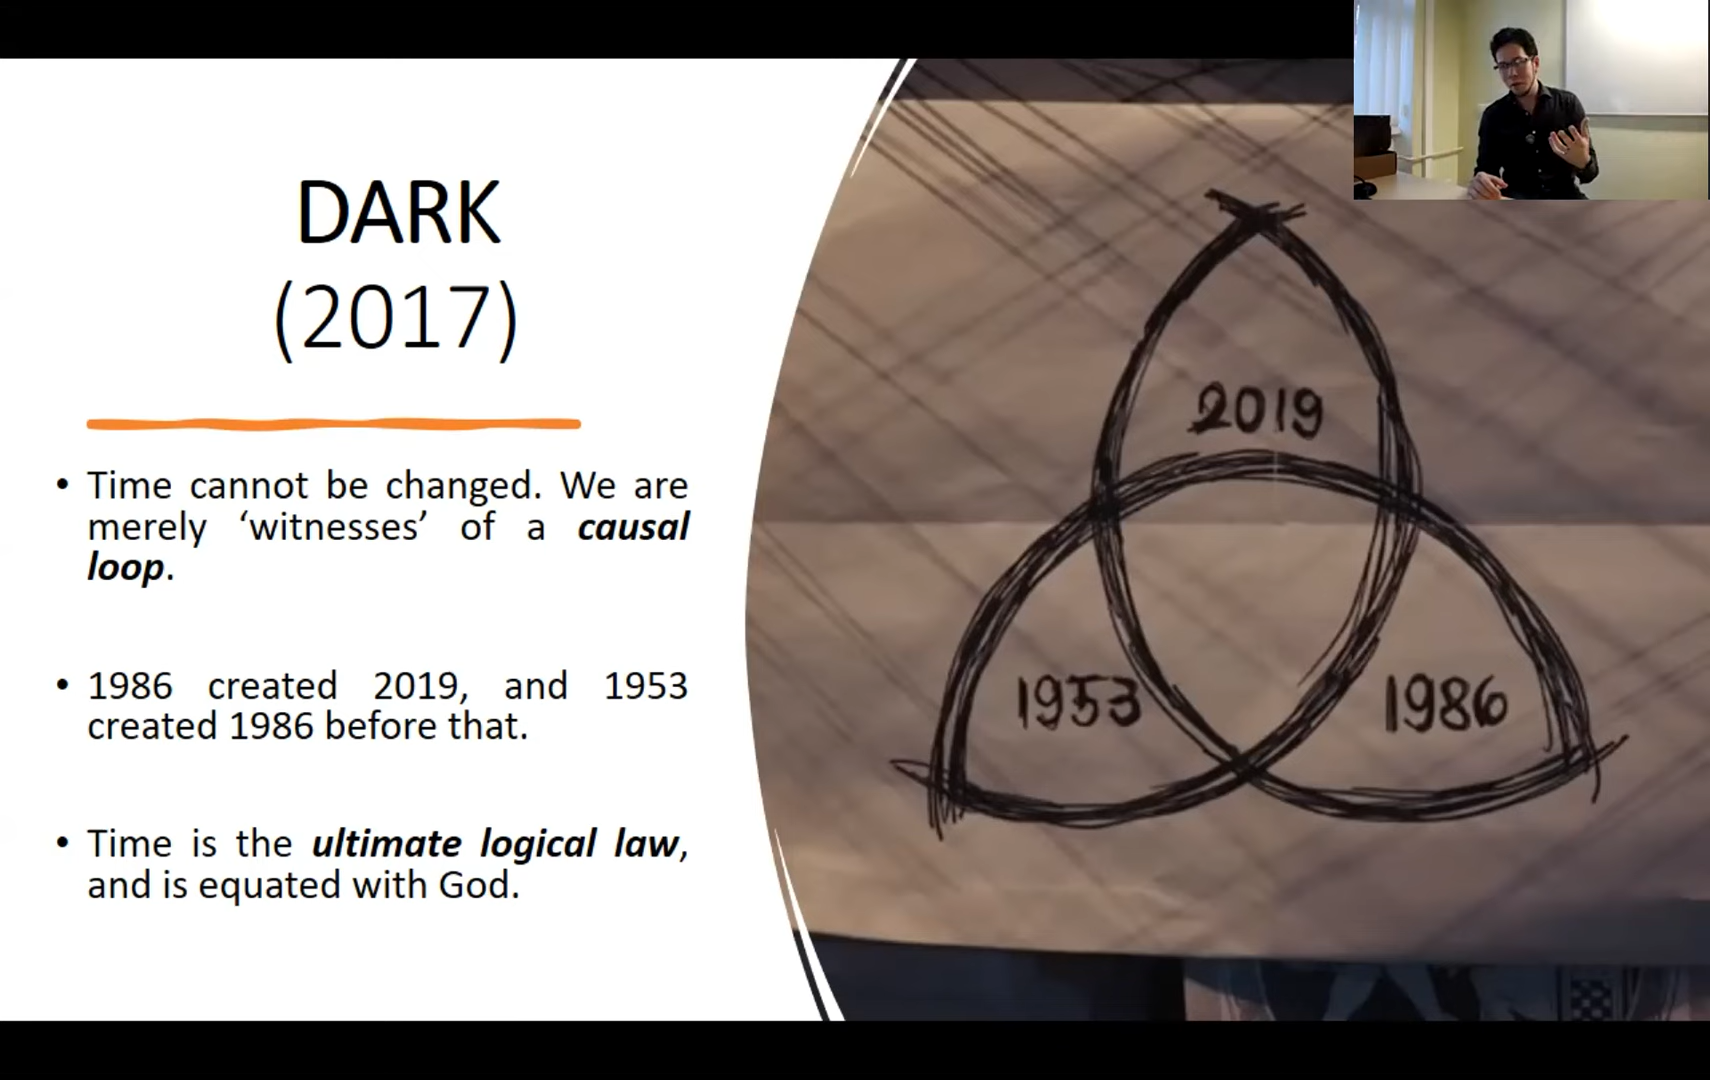 DARK
(2017)
• Time cannot be changed. We are
merely ‘witnesses’ of a causal
loop.
• 1986 created 2019, and 1953
created 1986 before that.
• Time is the ultimate logical law,
and is equated with God.
2019
1953
1986